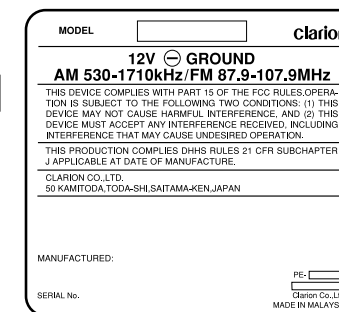 MODEL
clarion
12V ⊖ GROUND
AM 530-1710kHz/FM 87.9-107.9MHz
THIS DEVICE COMPLIES WITH PART 15 OF THE FCC RULES,OPERA-
TION IS SUBJECT TO THE FOLLOWING TWO CONDITIONS: (1) THIS
DEVICE MAY NOT CAUSE HARMFUL INTERFERENCE, AND (2) THIS
DEVICE MUST ACCEPT ANY INTERFERENCE RECEIVED, INCLUDING
INTERFERENCE THAT MAY CAUSE UNDESIRED OPERATION.
THIS PRODUCTION COMPLIES DHHS RULES 21 CFR SUBCHAPTER
J APPLICABLE AT DATE OF MANUFACTURE.
CLARION CO.,LTD.
50 KAMITODA,TODA-SHI,SAITAMA-KEN,JAPAN
MANUFACTURED:
PE-
SERIAL No.
Clarion Co.,Lt
MADE IN MALAYS